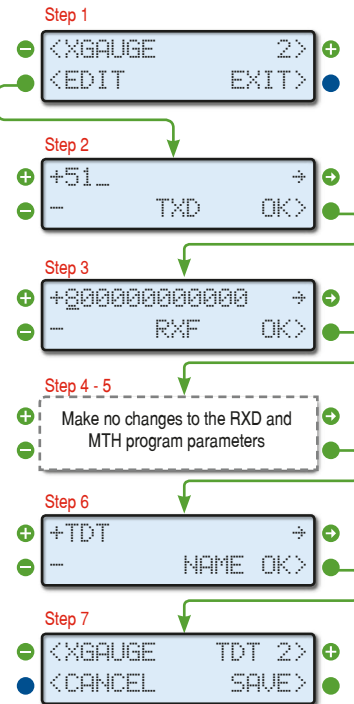 Step 1
<XGAUGE 2>
<EDIT EXIT>
Step 2
+51_ →
- TXD OK>
Step 3
+80000000000 →
- RXF OK>
Step 4 - 5
Make no changes to the RXD and
MTH program parameters
Step 6
+TDT →
- NAME OK>
Step 7
<XGAUGE TDT 2>
<CANCEL SAVE>